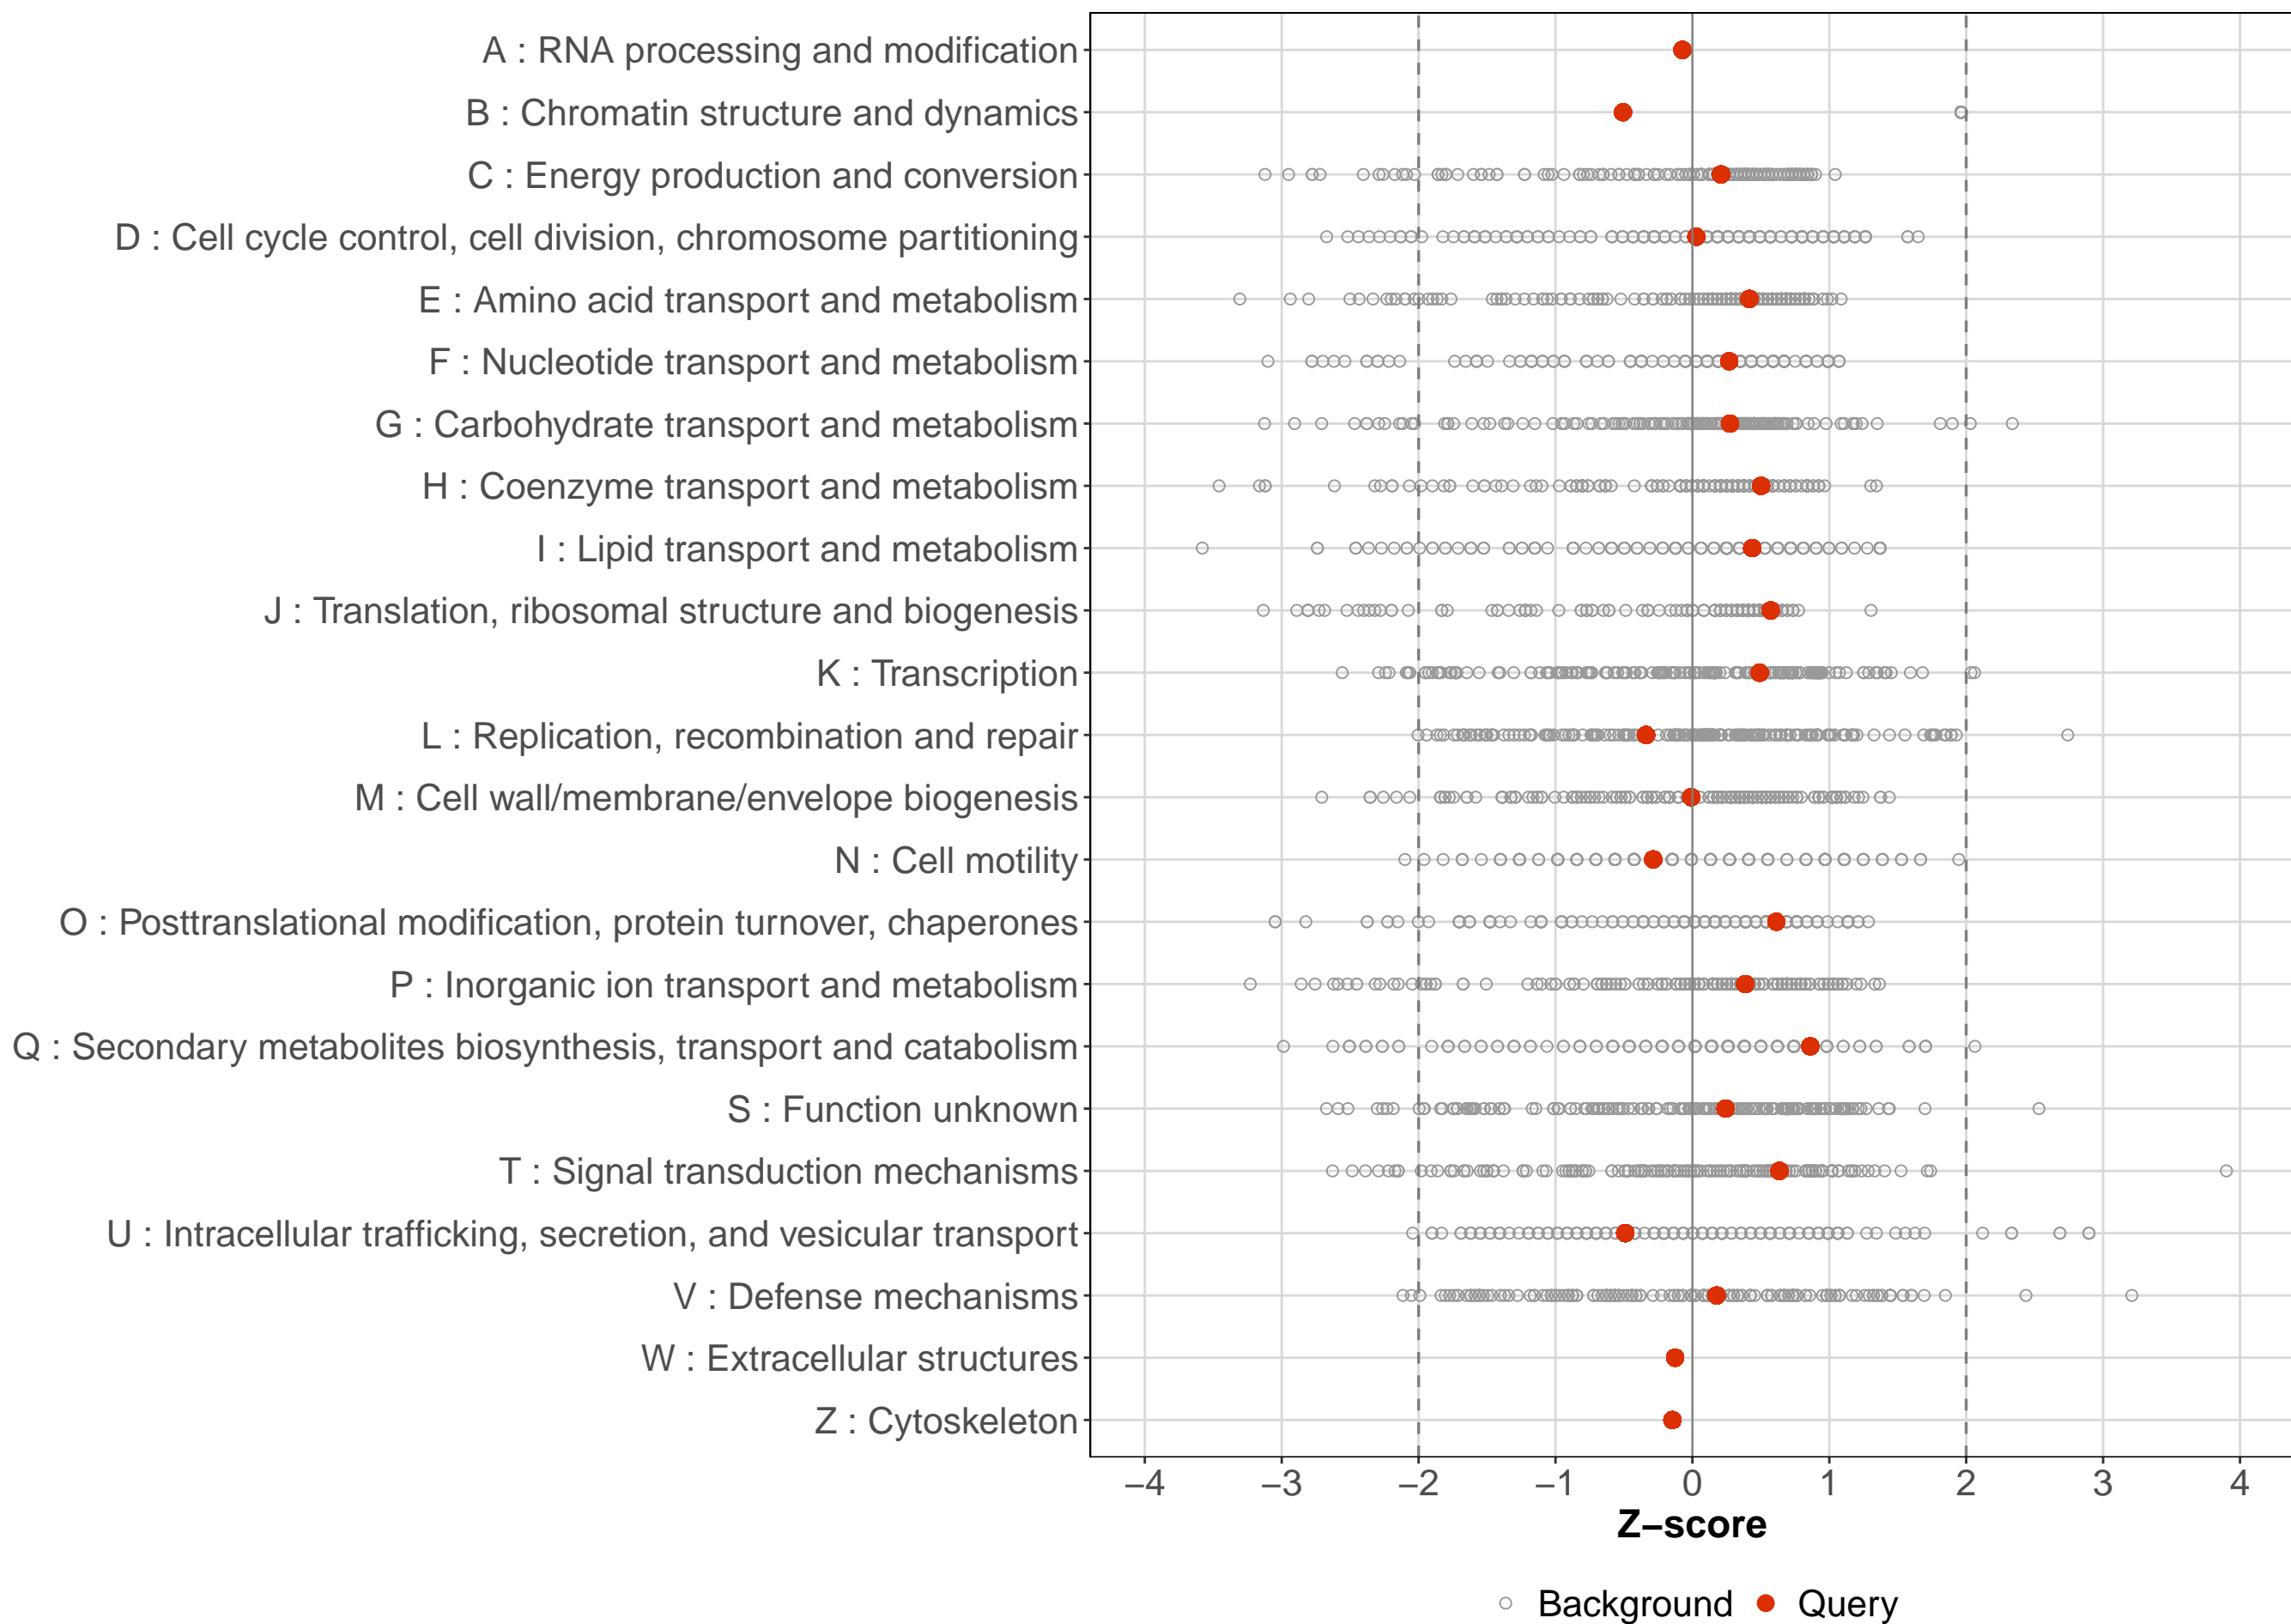 A : RNA processing and modification
B : Chromatin structure and dynamics
C : Energy production and conversion
D : Cell cycle control, cell division, chromosome partitioning
E : Amino acid transport and metabolism
F : Nucleotide transport and metabolism
G : Carbohydrate transport and metabolism
H : Coenzyme transport and metabolism
I : Lipid transport and metabolism
J : Translation, ribosomal structure and biogenesis
K : Transcription
L : Replication, recombination and repair
M : Cell wall/membrane/envelope biogenesis
N : Cell motility
O : Posttranslational modification, protein turnover, chaperones
P : Inorganic ion transport and metabolism
Q : Secondary metabolites biosynthesis, transport and catabolism
S : Function unknown
T : Signal transduction mechanisms
U : Intracellular trafficking, secretion, and vesicular transport
V : Defense mechanisms
W : Extracellular structures
Z : Cytoskeleton
−4 −3 −2 −1 0 1 2 3 4
Z−score
Background Query